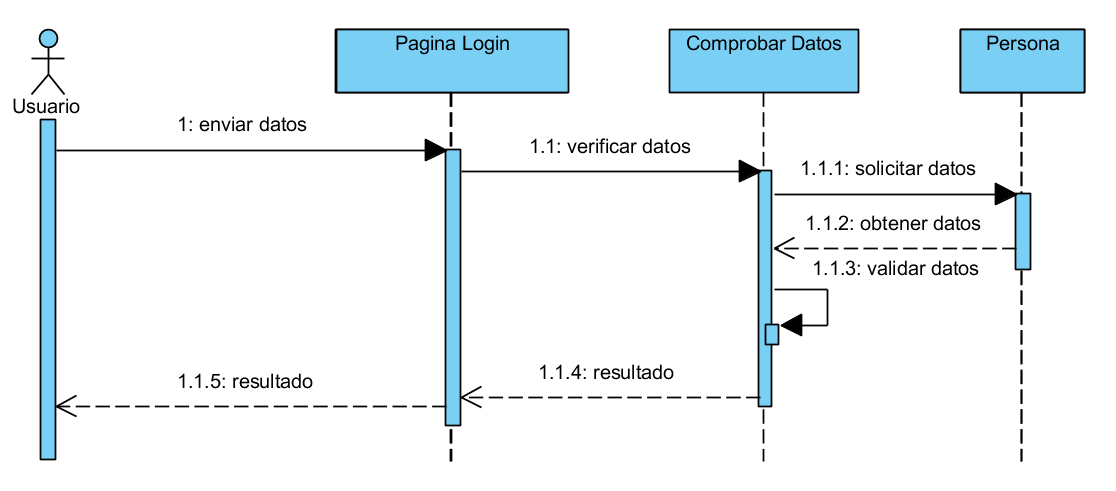 Usuario
Pagina Login
Comprobar Datos
Persona
1: enviar datos
1.1: verificar datos
1.1.1: solicitar datos
1.1.2: obtener datos
1.1.3: validar datos
1.1.4: resultado
1.1.5: resultado